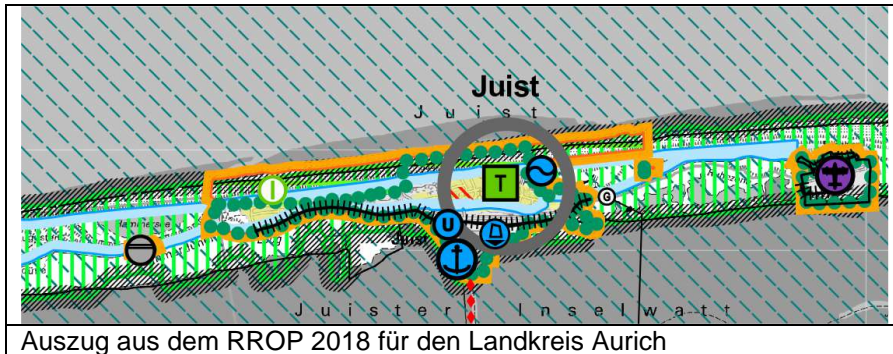 Juist
J u i s t
T
I
U
G
Juist
J u i s t e r   I n s e l w a t t
Auszug aus dem RROP 2018 für den Landkreis Aurich